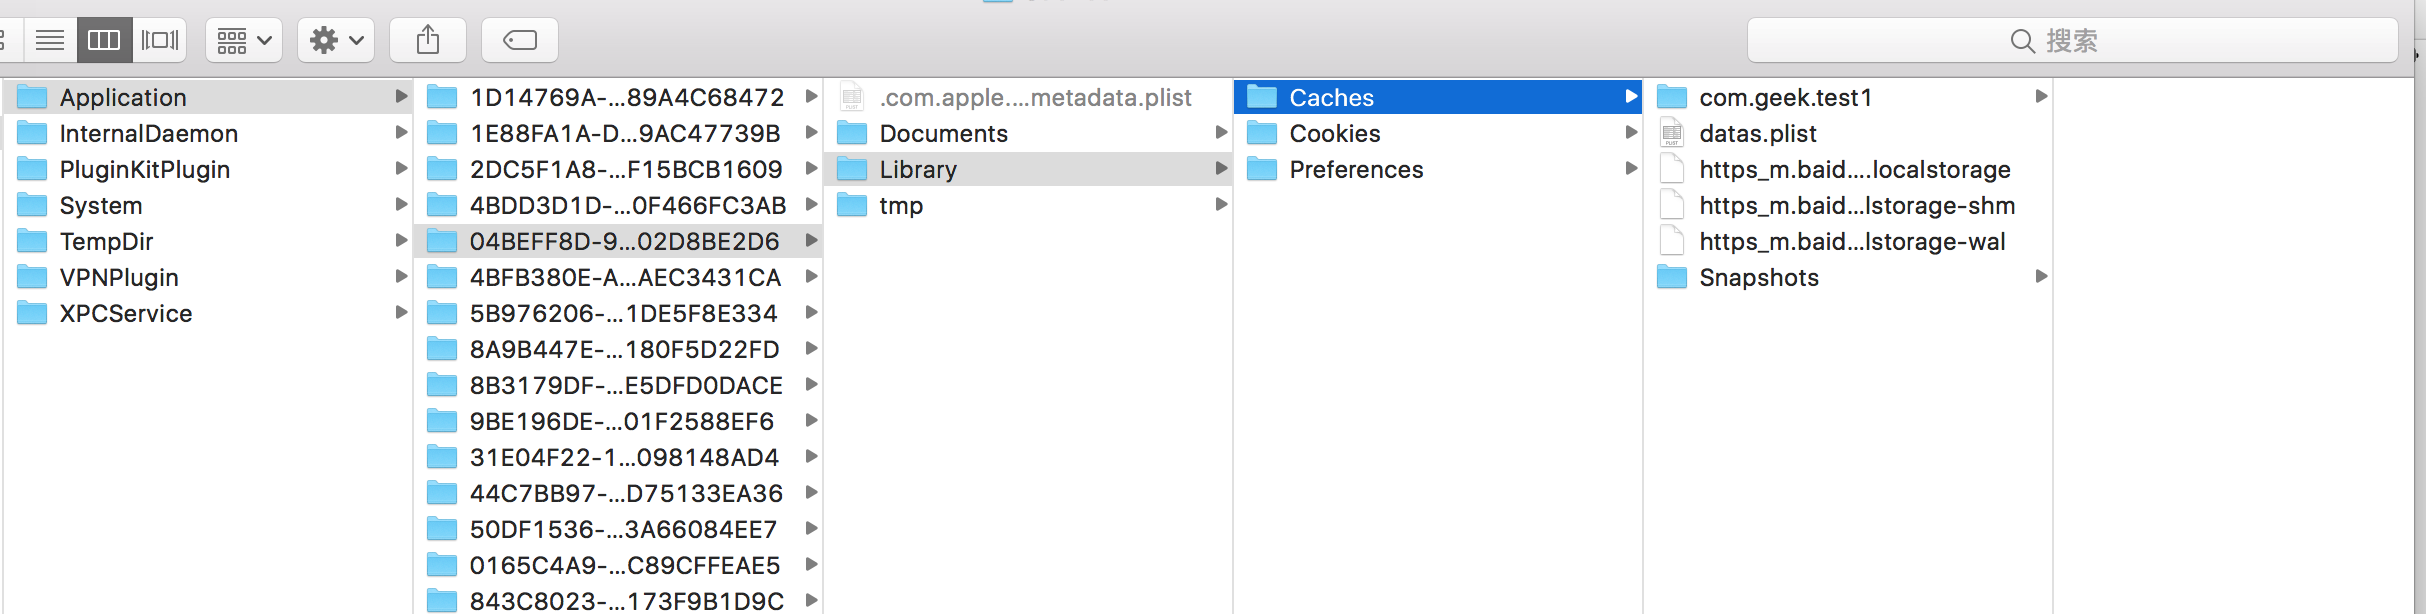 搜索
Application
InternalDaemon
PluginKitPlugin
System
TempDir
VPNPlugin
XPCService
1D14769A-...89A4C68472
1E88FA1A-D...9AC47739B
2DC5F1A8-...F15BCB1609
4BDD3D1D-...0F466FC3AB
04BEFF8D-9...02D8BE2D6
4BFB380E-A...AEC3431CA
5B976206-...1DE5F8E334
8A9B447E-...180F5D22FD
8B3179DF-...E5DFD0DACE
9BE196DE-...01F2588EF6
31E04F22-1...098148AD4
44C7BB97-...D75133EA36
50DF1536-...3A66084EE7
0165C4A9-...C89CFFEAE5
843C8023-...173F9B1D9C
.com.apple....metadata.plist
Documents
Library
tmp
Caches
Cookies
Preferences
com.geek.test1
datas.plist
https_m.baid....localstorage
https_m.baid...lstorage-shm
https_m.baid...lstorage-wal
Snapshots